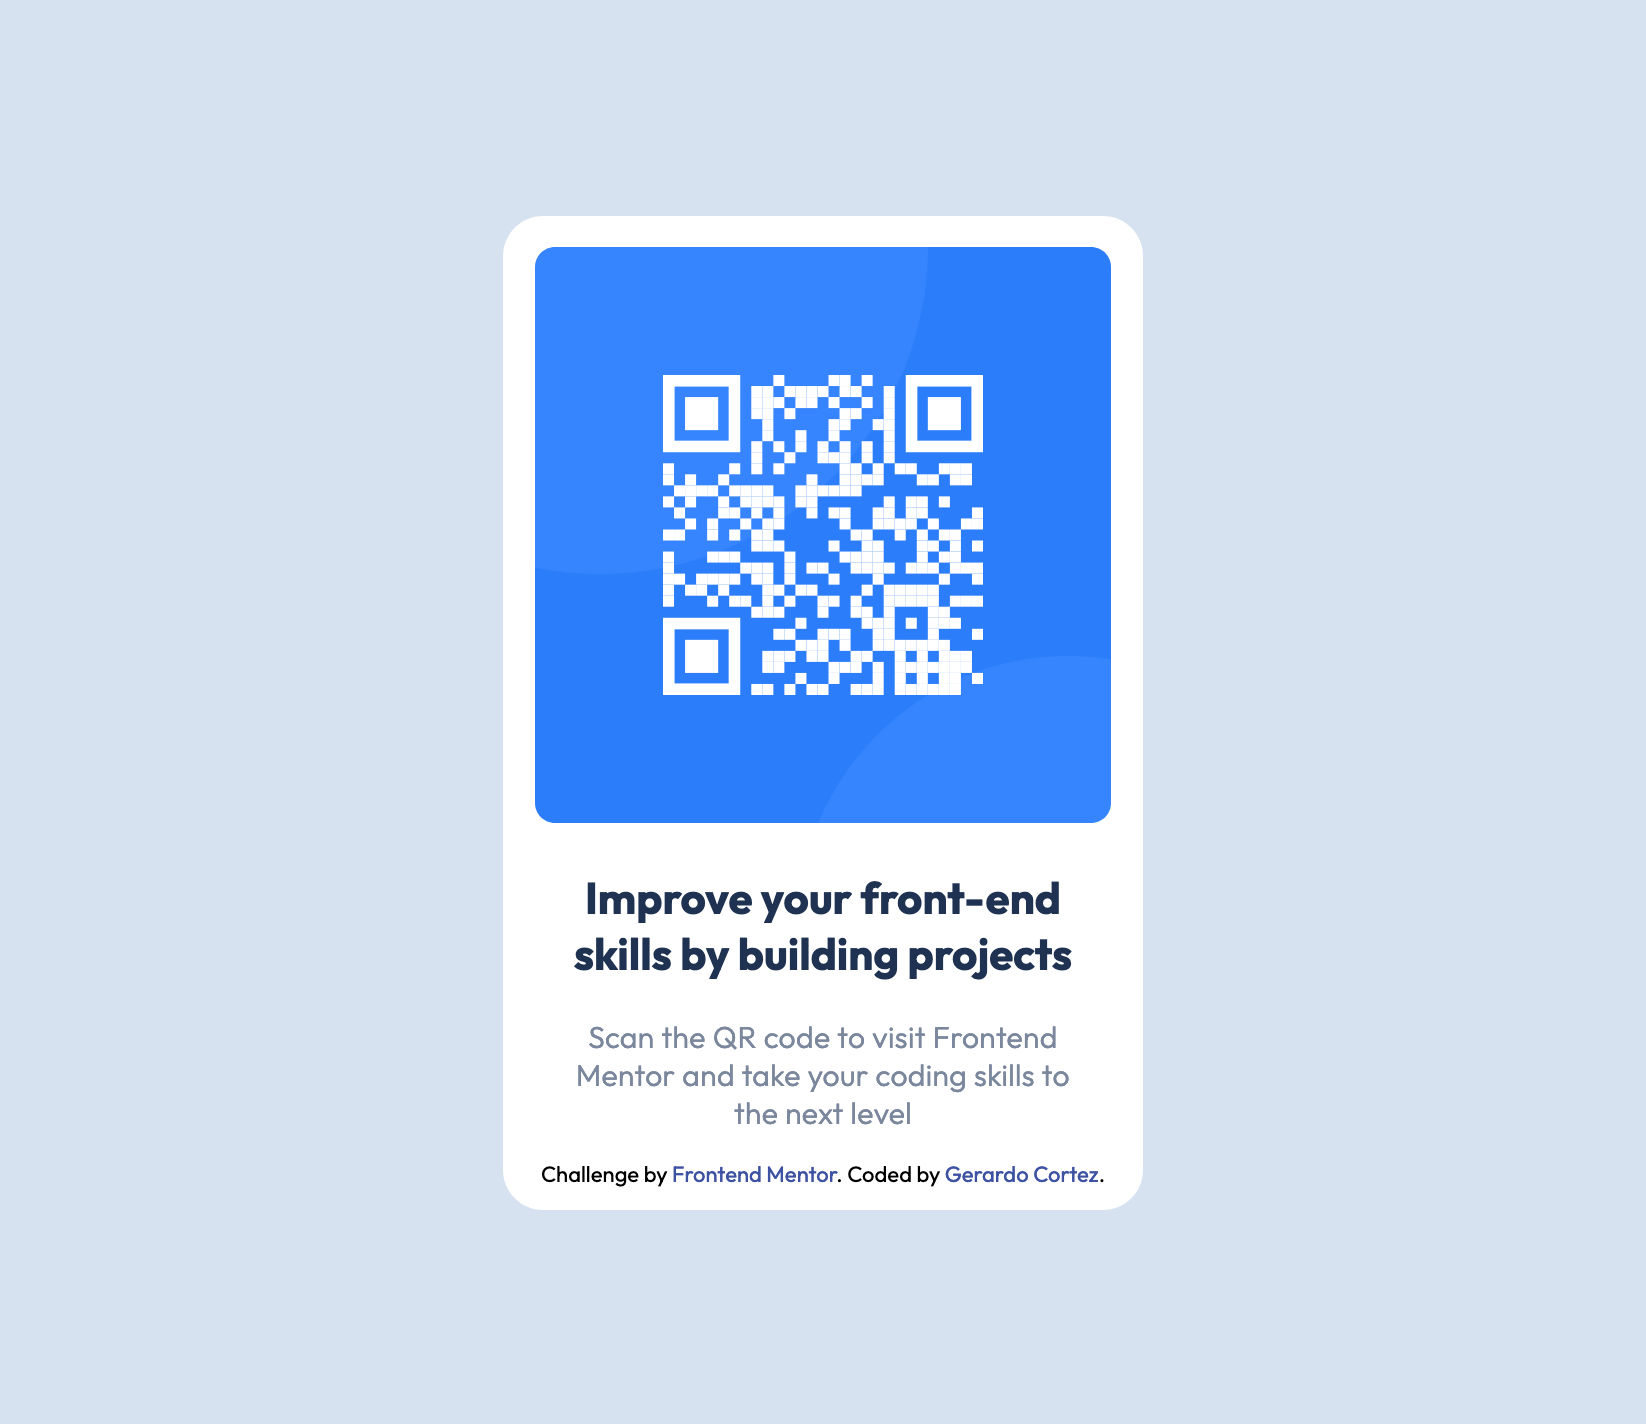 Improve your front-end
skills by building projects
Scan the QR code to visit Frontend
Mentor and take your coding skills to
the next level
Challenge by Frontend Mentor. Coded by Gerardo Cortez.